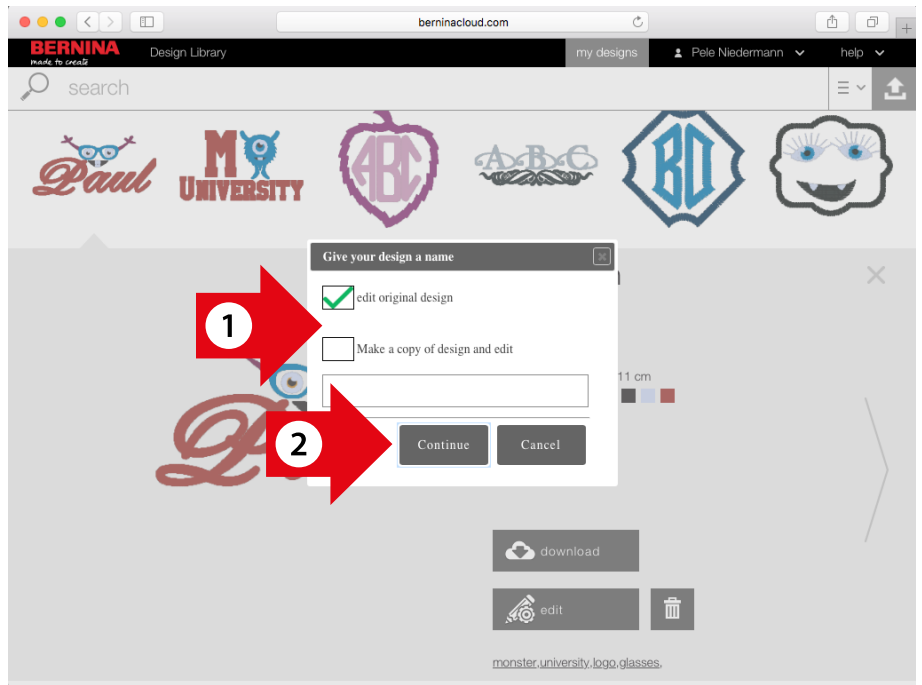 berninacloud.com
BERNINA
made to create
Design Library
my designs
Pele Niedermann
help
search
Paul
M
UNIVERSITY
ABC
ABC
BD
Give your design a name
edit original design
Make a copy of design and edit
1
11 cm
2
Continue
Cancel
download
edit
monster,university,logo,glasses,